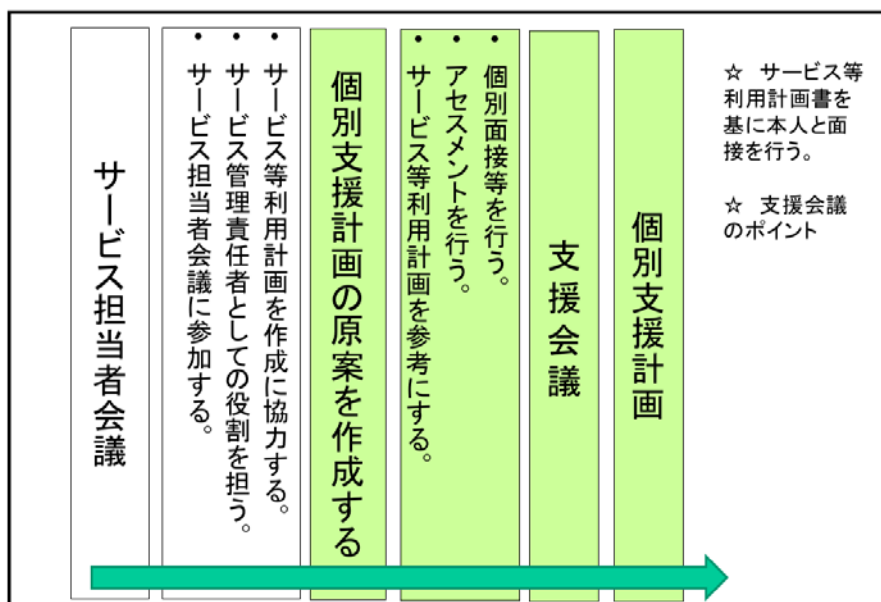 サービス担当者会議
・ サービス等利用計画を作成に協力する。
・ サービス管理責任者としての役割を担う。
・ サービス担当者会議に参加する。
個別支援計画の原案を作成する
・ 個別面接等を行う。
・ アセスメントを行う。
・ サービス等利用計画を参考にする。
支援会議
個別支援計画
☆ サービス等
利用計画書を
基に本人と面
接を行う。
☆ 支援会議
のポイント